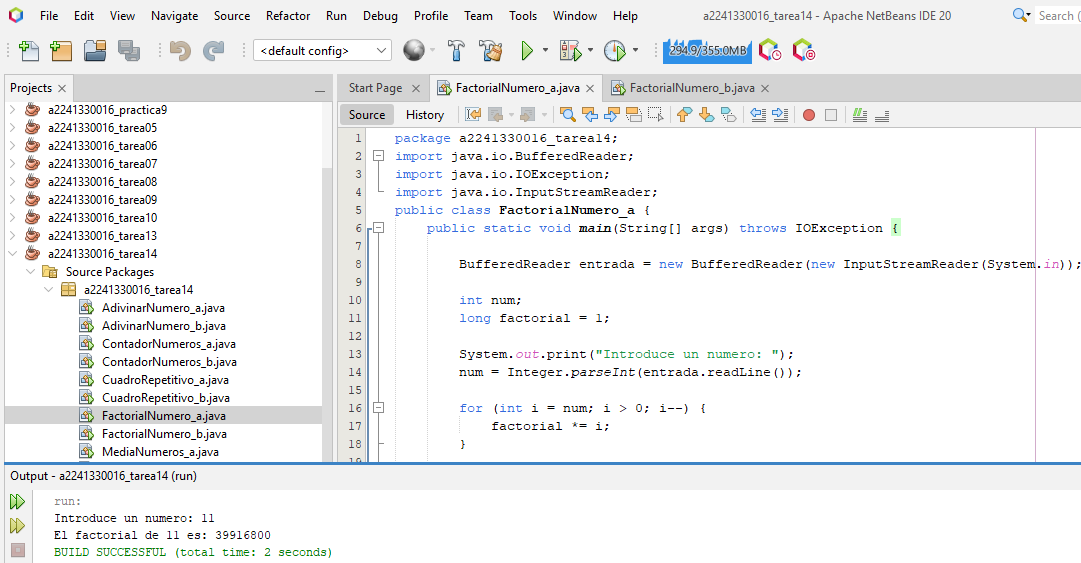 File Edit View Navigate Source Refactor Run Debug Profile Team Tools Window Help a2241330016_tarea14 - Apache NetBeans IDE 20 Search (
<default config> 294.9/355.0MB
Projects Start Page FactorialNumero_a.java FactorialNumero_b.java
Source History
a2241330016_practica9
a2241330016_tarea05
a2241330016_tarea06
a2241330016_tarea07
a2241330016_tarea08
a2241330016_tarea09
a2241330016_tarea10
a2241330016_tarea13
a2241330016_tarea14
Source Packages
a2241330016_tarea14
AdivinarNumero_a.java
AdivinarNumero_b.java
ContadorNumeros_a.java
ContadorNumeros_b.java
CuadroRepetitivo_a.java
CuadroRepetitivo_b.java
FactorialNumero_a.java
FactorialNumero_b.java
MediaNumeros_a.java
1 package a2241330016_tarea14;
2 import java.io.BufferedReader;
3 import java.io.IOException;
4 import java.io.InputStreamReader;
5 public class FactorialNumero_a {
6 public static void main(String[] args) throws IOException {
7
8 BufferedReader entrada = new BufferedReader(new InputStreamReader(System.in));
9
10 int num;
11 long factorial = 1;
12
13 System.out.print("Introduce un numero: ");
14 num = Integer.parseInt(entrada.readLine());
15
16 for (int i = num; i > 0; i--) {
17 factorial *= i;
18 }
19
Output - a2241330016_tarea14 (run)
run:
Introduce un numero: 11
El factorial de 11 es: 39916800
BUILD SUCCESSFUL (total time: 2 seconds)